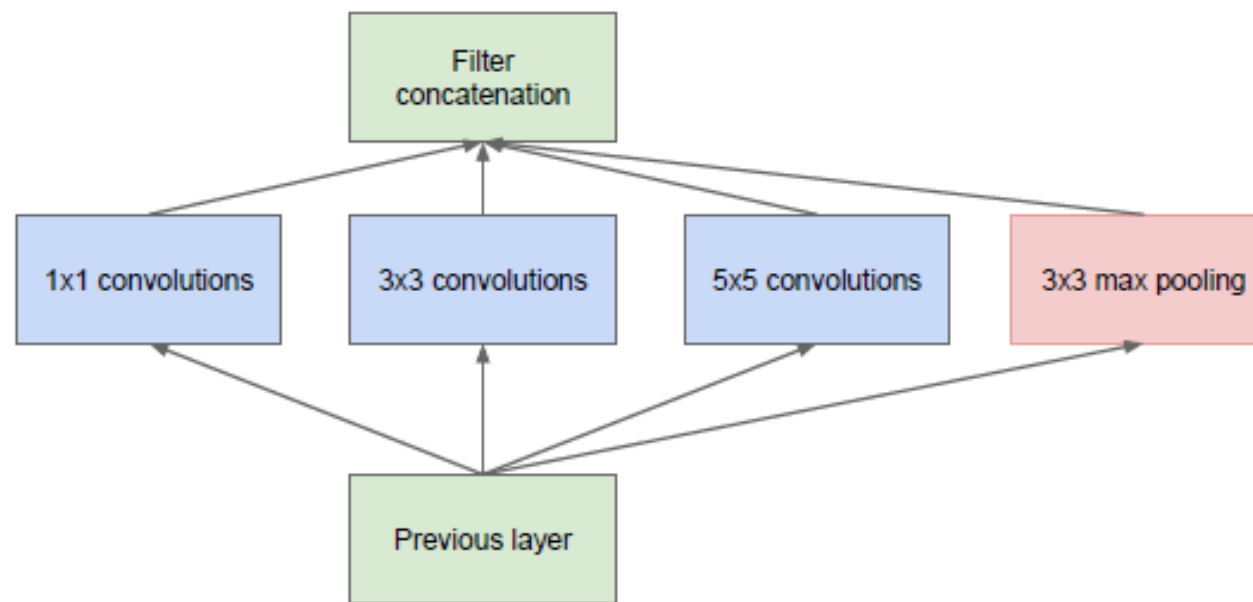 Filter
concatenation
1x1 convolutions
3x3 convolutions
5x5 convolutions
3x3 max pooling
Previous layer